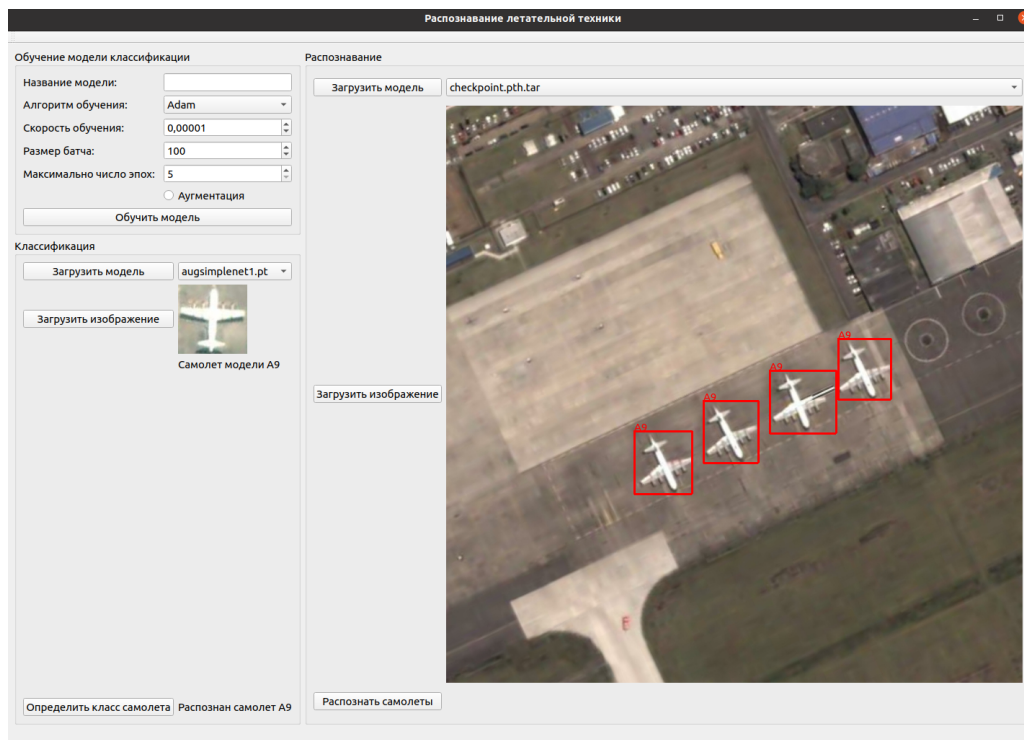 Распознавание летательной техники
Обучение модели классификации
Название модели:
Алгоритм обучения: Adam
Скорость обучения: 0,00001
Размер батча: 100
Максимально число эпох: 5
Аугментация
Обучить модель
Классификация
Загрузить модель augsimplenet1.pt
Загрузить изображение
Самолет модели A9
Определить класс самолета Распознан самолет A9
Распознавание
Загрузить модель checkpoint.pth.tar
Загрузить изображение
A9
A9
A9
A9
Распознать самолеты